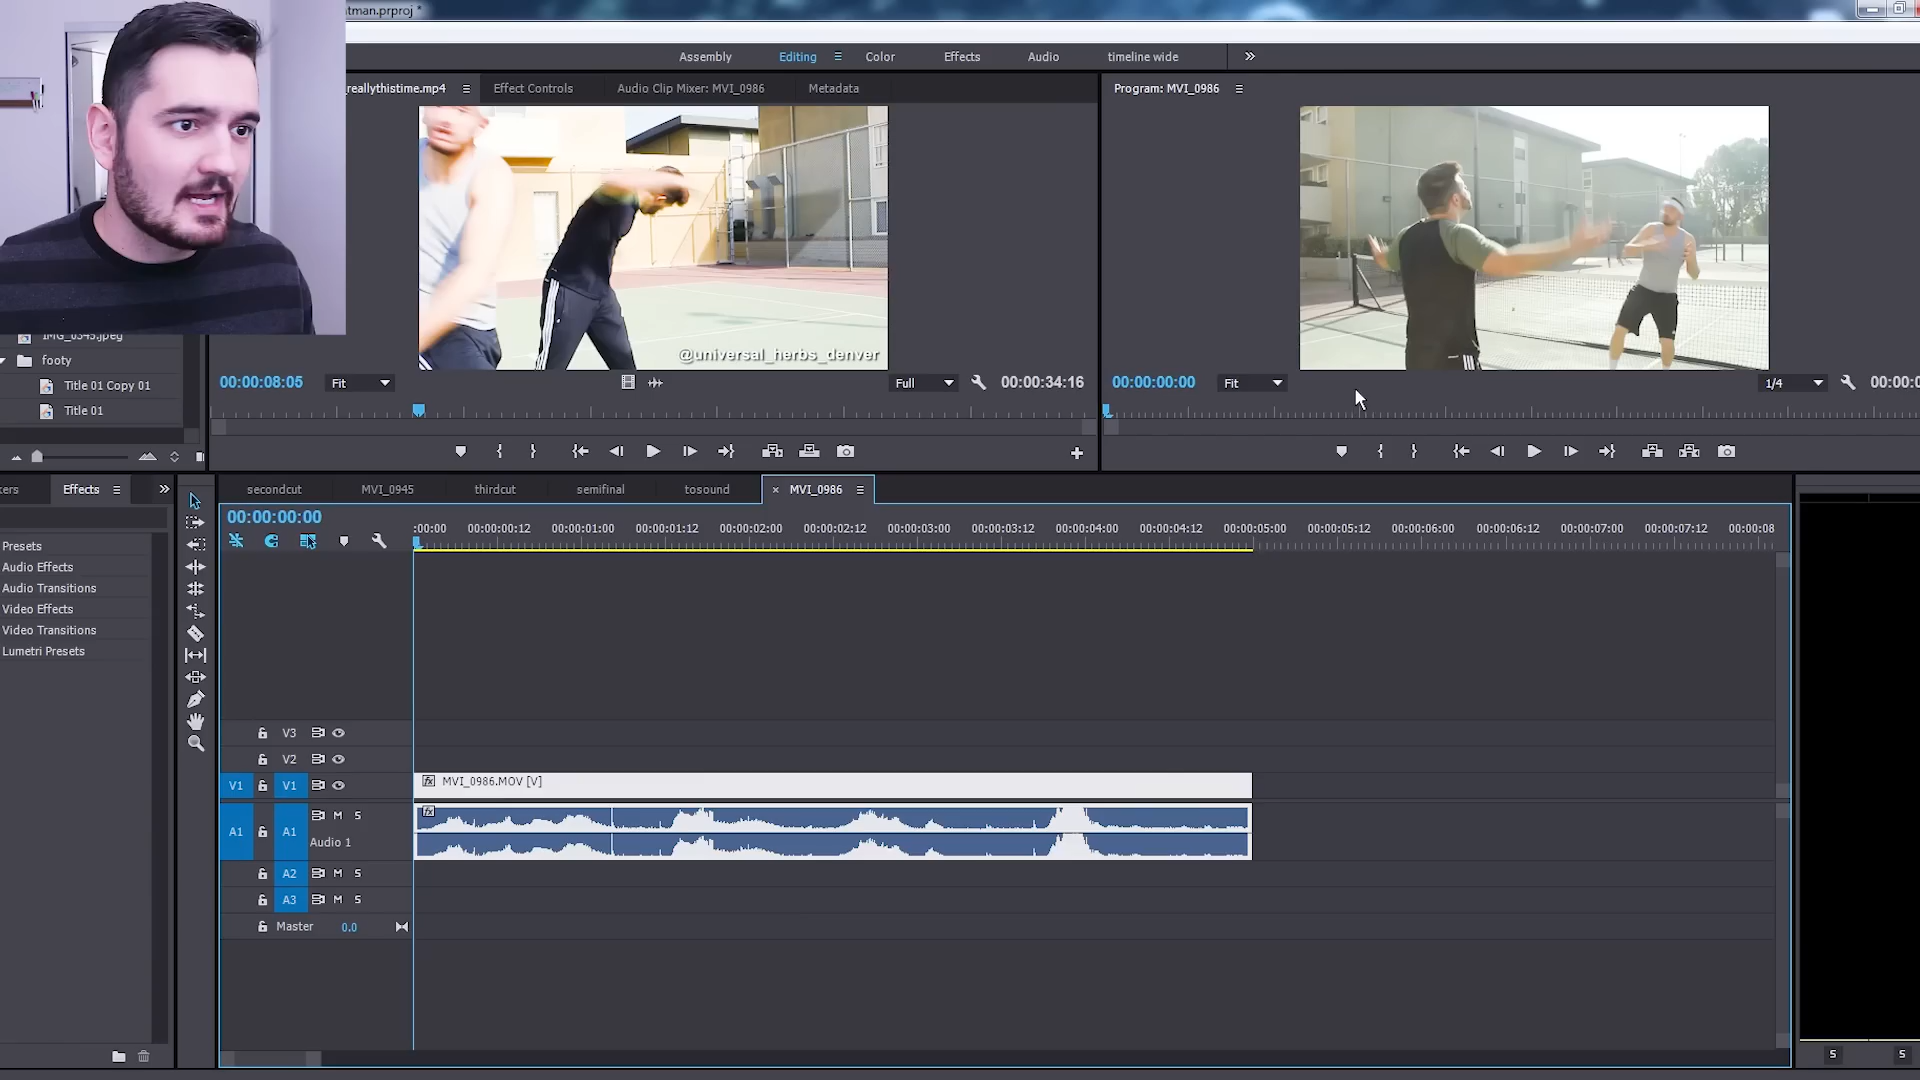 tman.prproj *
Assembly Editing Color Effects Audio timeline wide
reallythistime.mp4 Effect Controls Audio Clip Mixer: MVI_0986 Metadata
Program: MVI_0986
@universal_herbs_denver
IMG_0345.jpeg
footy
Title 01 Copy 01
Title 01
00:00:08:05 Fit Full 00:00:34:16
00:00:00:00 Fit 1/4 00:00:0
Effects
Presets
Audio Effects
Audio Transitions
Video Effects
Video Transitions
Lumetri Presets
secondcut MVI_0945 thirdcut semifinal tosound × MVI_0986
00:00:00:00
:00:00 00:00:00:12 00:00:01:00 00:00:01:12 00:00:02:00 00:00:02:12 00:00:03:00 00:00:03:12 00:00:04:00 00:00:04:12 00:00:05:00 00:00:05:12 00:00:06:00 00:00:06:12 00:00:07:00 00:00:07:12 00:00:08
V3
V2
V1 V1 fx MVI_0986.MOV [V]
A1 A1 M S fx
Audio 1
A2 M S
A3 M S
Master 0.0
S S